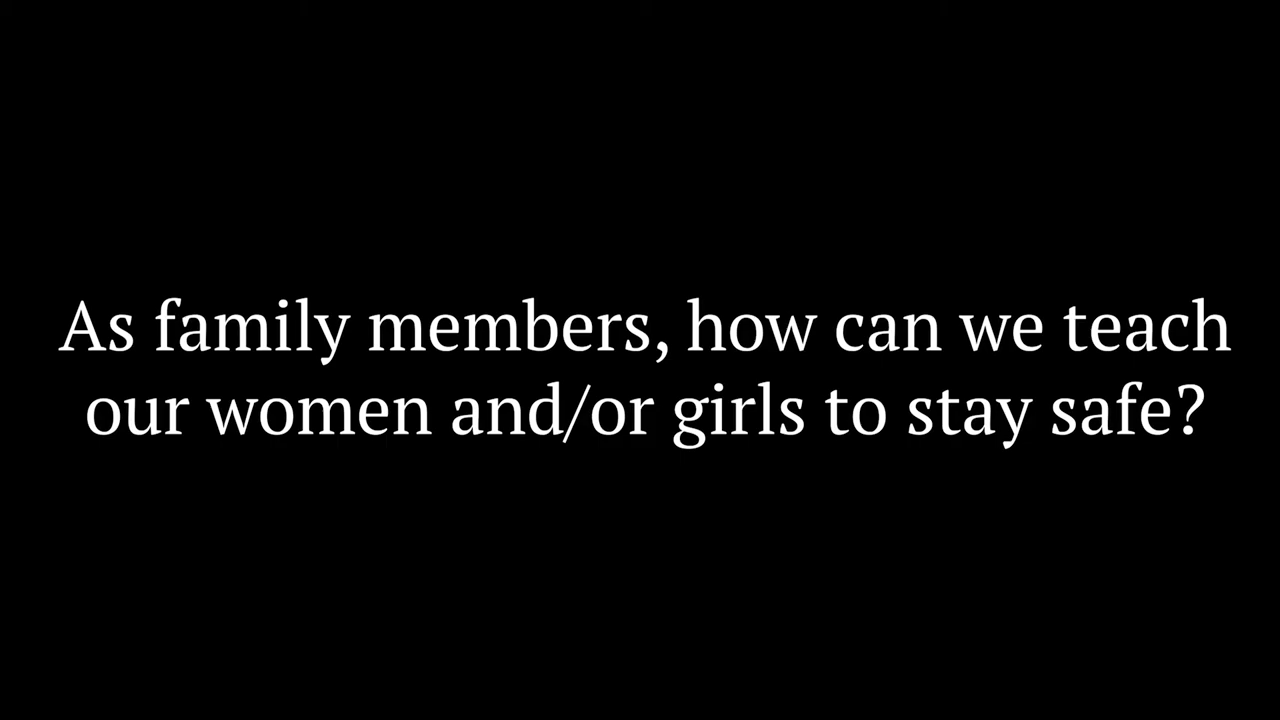 As family members, how can we teach
our women and/or girls to stay safe?